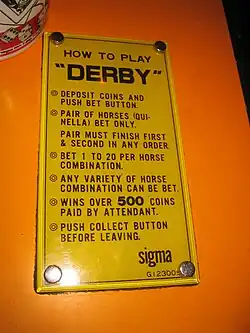 HOW TO PLAY
"DERBY"
◎ DEPOSIT COINS AND
PUSH BET BUTTON.
◎ PAIR OF HORSES (QUI-
NELLA) BET ONLY.
PAIR MUST FINISH FIRST
& SECOND IN ANY ORDER.
◎ BET 1 TO 20 PER HORSE
COMBINATION.
◎ ANY VARIETY OF HORSE
COMBINATION CAN BE BET.
◎ WINS OVER 500 COINS
PAID BY ATTENDANT.
◎ PUSH COLLECT BUTTON
BEFORE LEAVING.
sigma